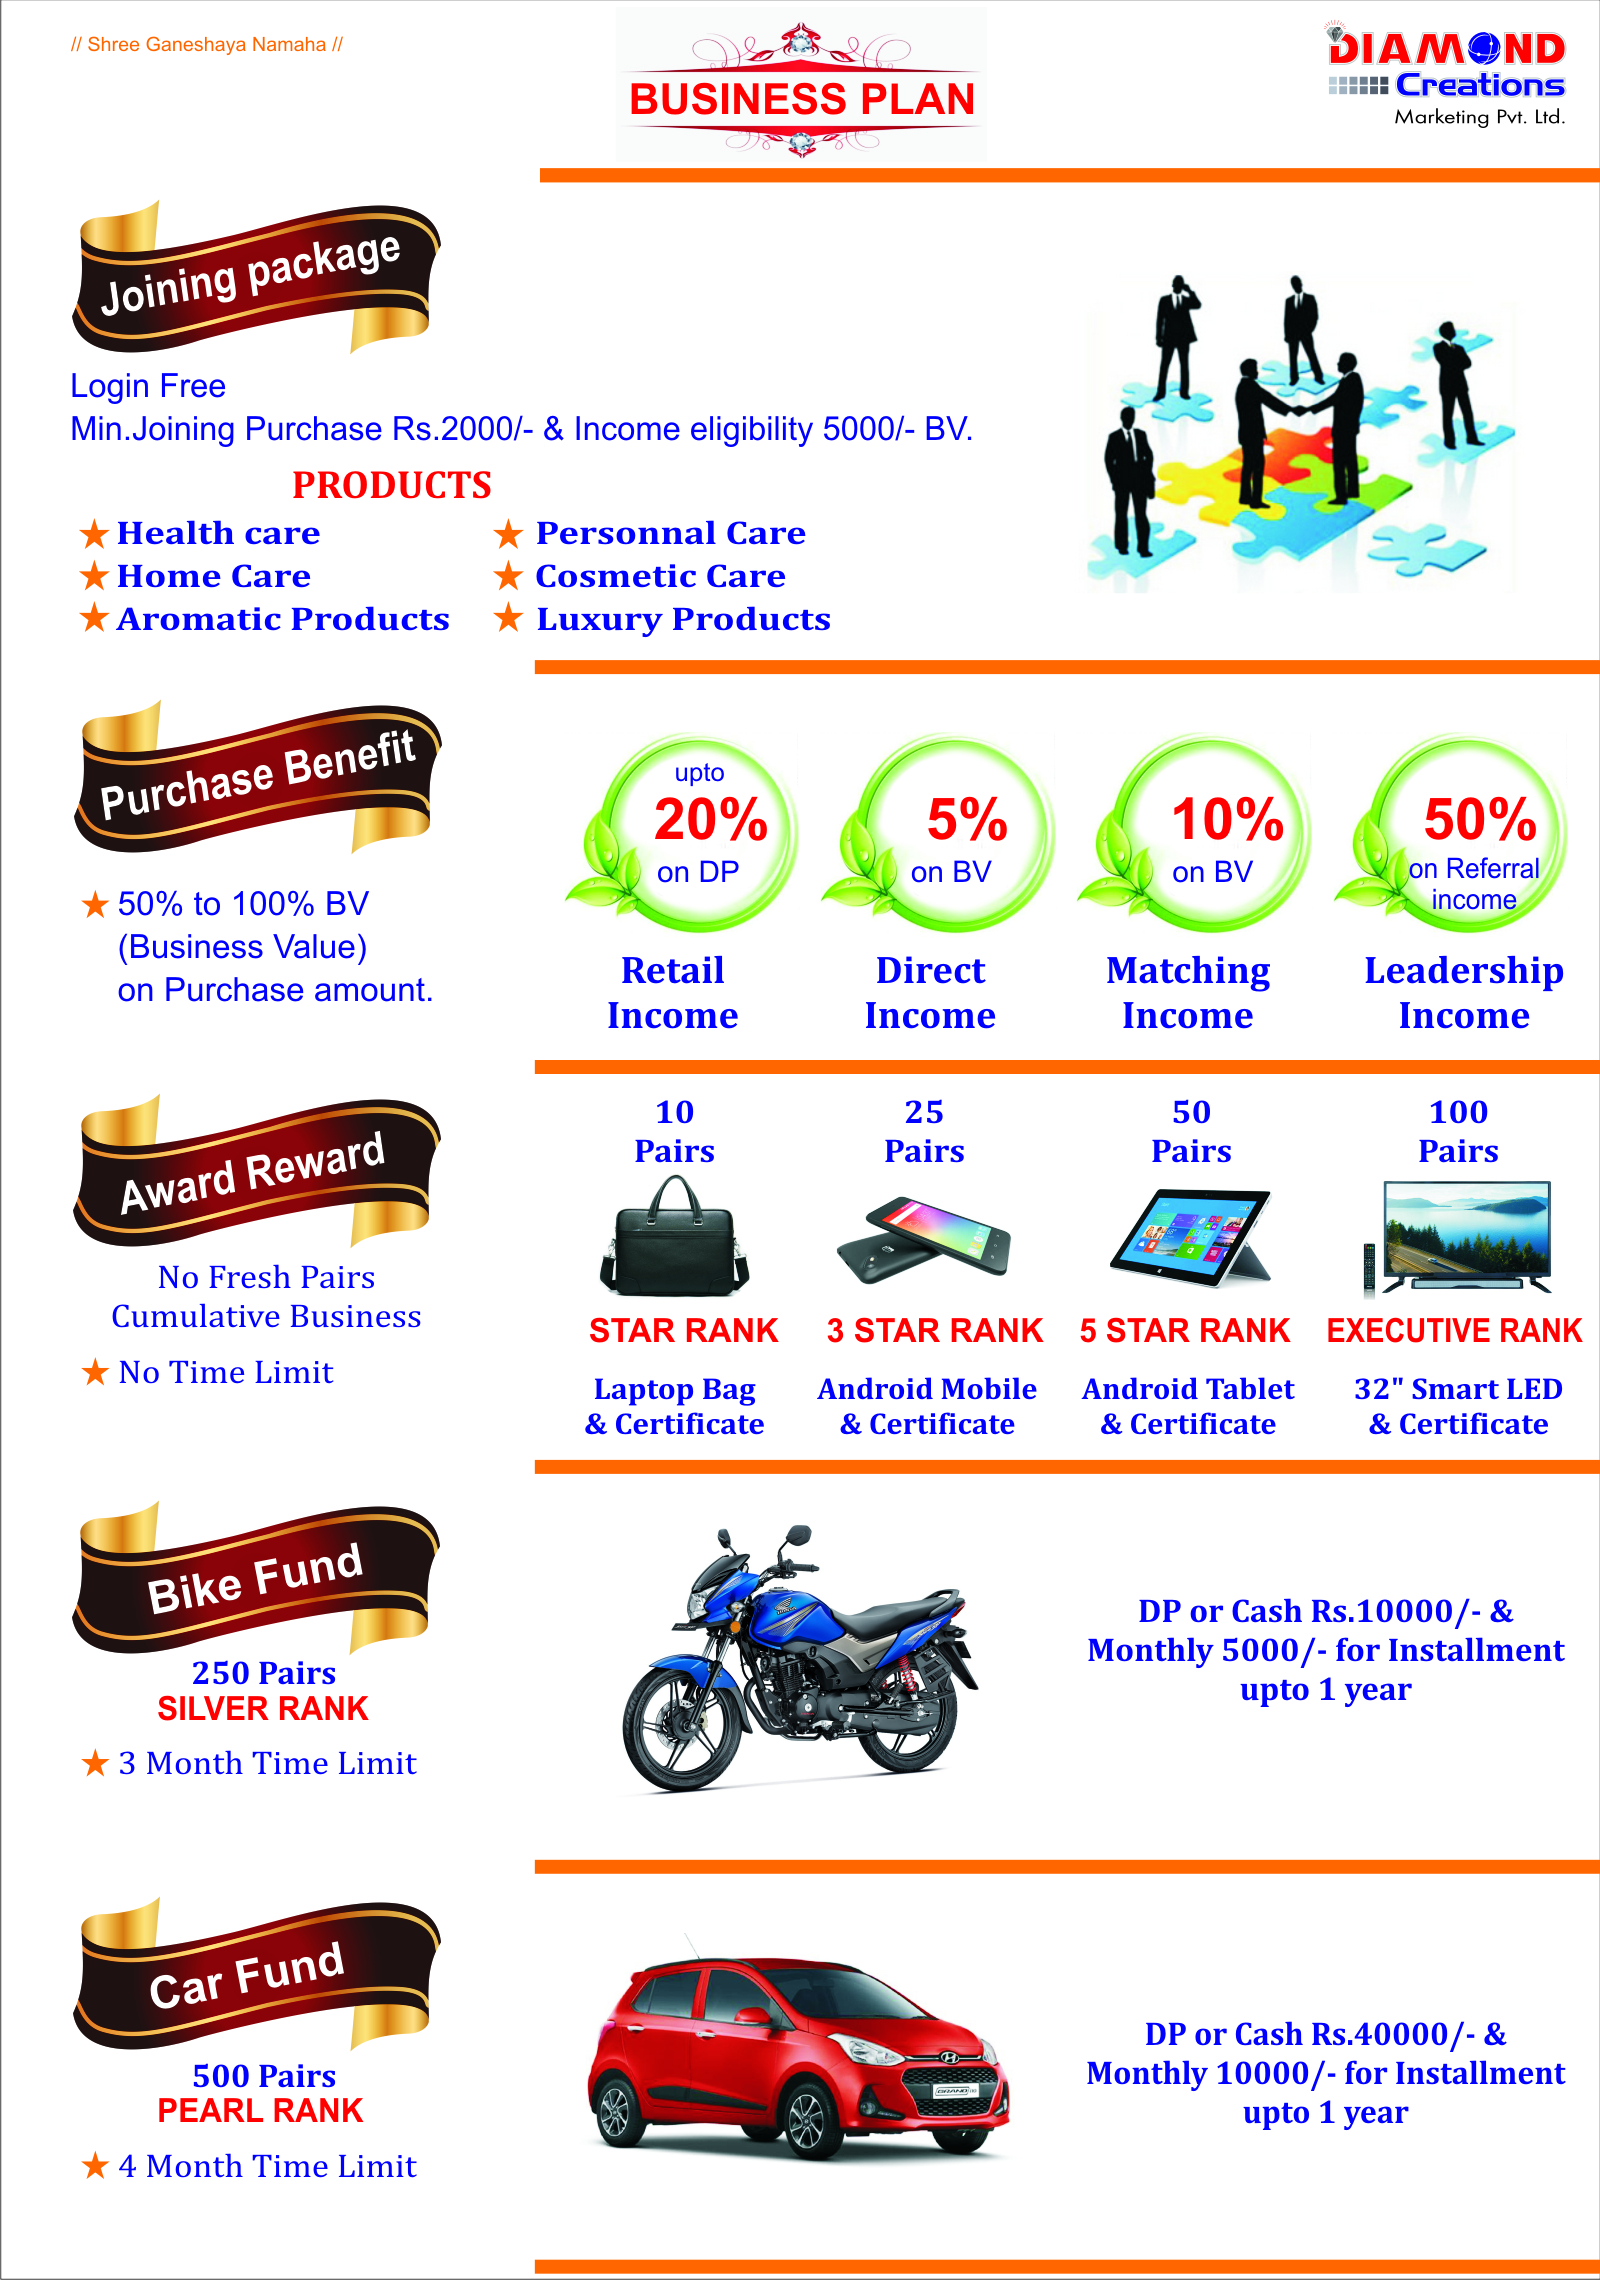 // Shree Ganeshaya Namaha //
BUSINESS PLAN
DIAMOND
Creations
Marketing Pvt. Ltd.
Joining package
Login Free
Min.Joining Purchase Rs.2000/- & Income eligibility 5000/- BV.
PRODUCTS
Health care
Personnal Care
Home Care
Cosmetic Care
Aromatic Products
Luxury Products
Purchase Benefit
50% to 100% BV
(Business Value)
on Purchase amount.
upto
20%
on DP
Retail
Income
5%
on BV
Direct
Income
10%
on BV
Matching
Income
50%
on Referral
income
Leadership
Income
Award Reward
No Fresh Pairs
Cumulative Business
No Time Limit
10
Pairs
STAR RANK
Laptop Bag
& Certificate
25
Pairs
3 STAR RANK
Android Mobile
& Certificate
50
Pairs
5 STAR RANK
Android Tablet
& Certificate
100
Pairs
EXECUTIVE RANK
32" Smart LED
& Certificate
Bike Fund
250 Pairs
SILVER RANK
3 Month Time Limit
DP or Cash Rs.10000/- &
Monthly 5000/- for Installment
upto 1 year
Car Fund
500 Pairs
PEARL RANK
4 Month Time Limit
GRAND i10
DP or Cash Rs.40000/- &
Monthly 10000/- for Installment
upto 1 year